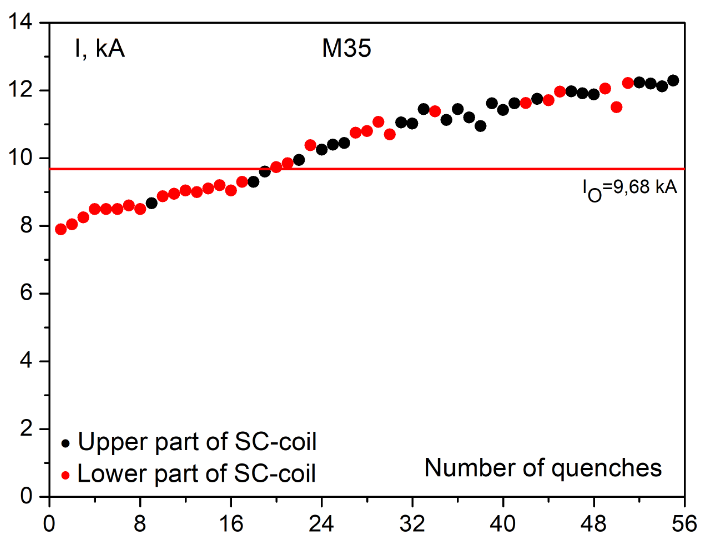 14
I, kA
M35
12
10
I_O=9,68 kA
8
6
4
2
Upper part of SC-coil
Lower part of SC-coil
Number of quenches
0
0 8 16 24 32 40 48 56